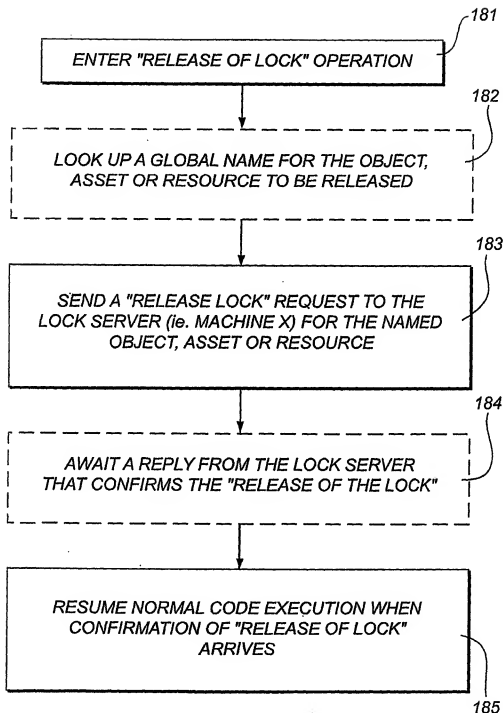 181
ENTER "RELEASE OF LOCK" OPERATION
182
LOOK UP A GLOBAL NAME FOR THE OBJECT,
ASSET OR RESOURCE TO BE RELEASED
183
SEND A "RELEASE LOCK" REQUEST TO THE
LOCK SERVER (ie. MACHINE X) FOR THE NAMED
OBJECT, ASSET OR RESOURCE
184
AWAIT A REPLY FROM THE LOCK SERVER
THAT CONFIRMS THE "RELEASE OF THE LOCK"
RESUME NORMAL CODE EXECUTION WHEN
CONFIRMATION OF "RELEASE OF LOCK"
ARRIVES
185